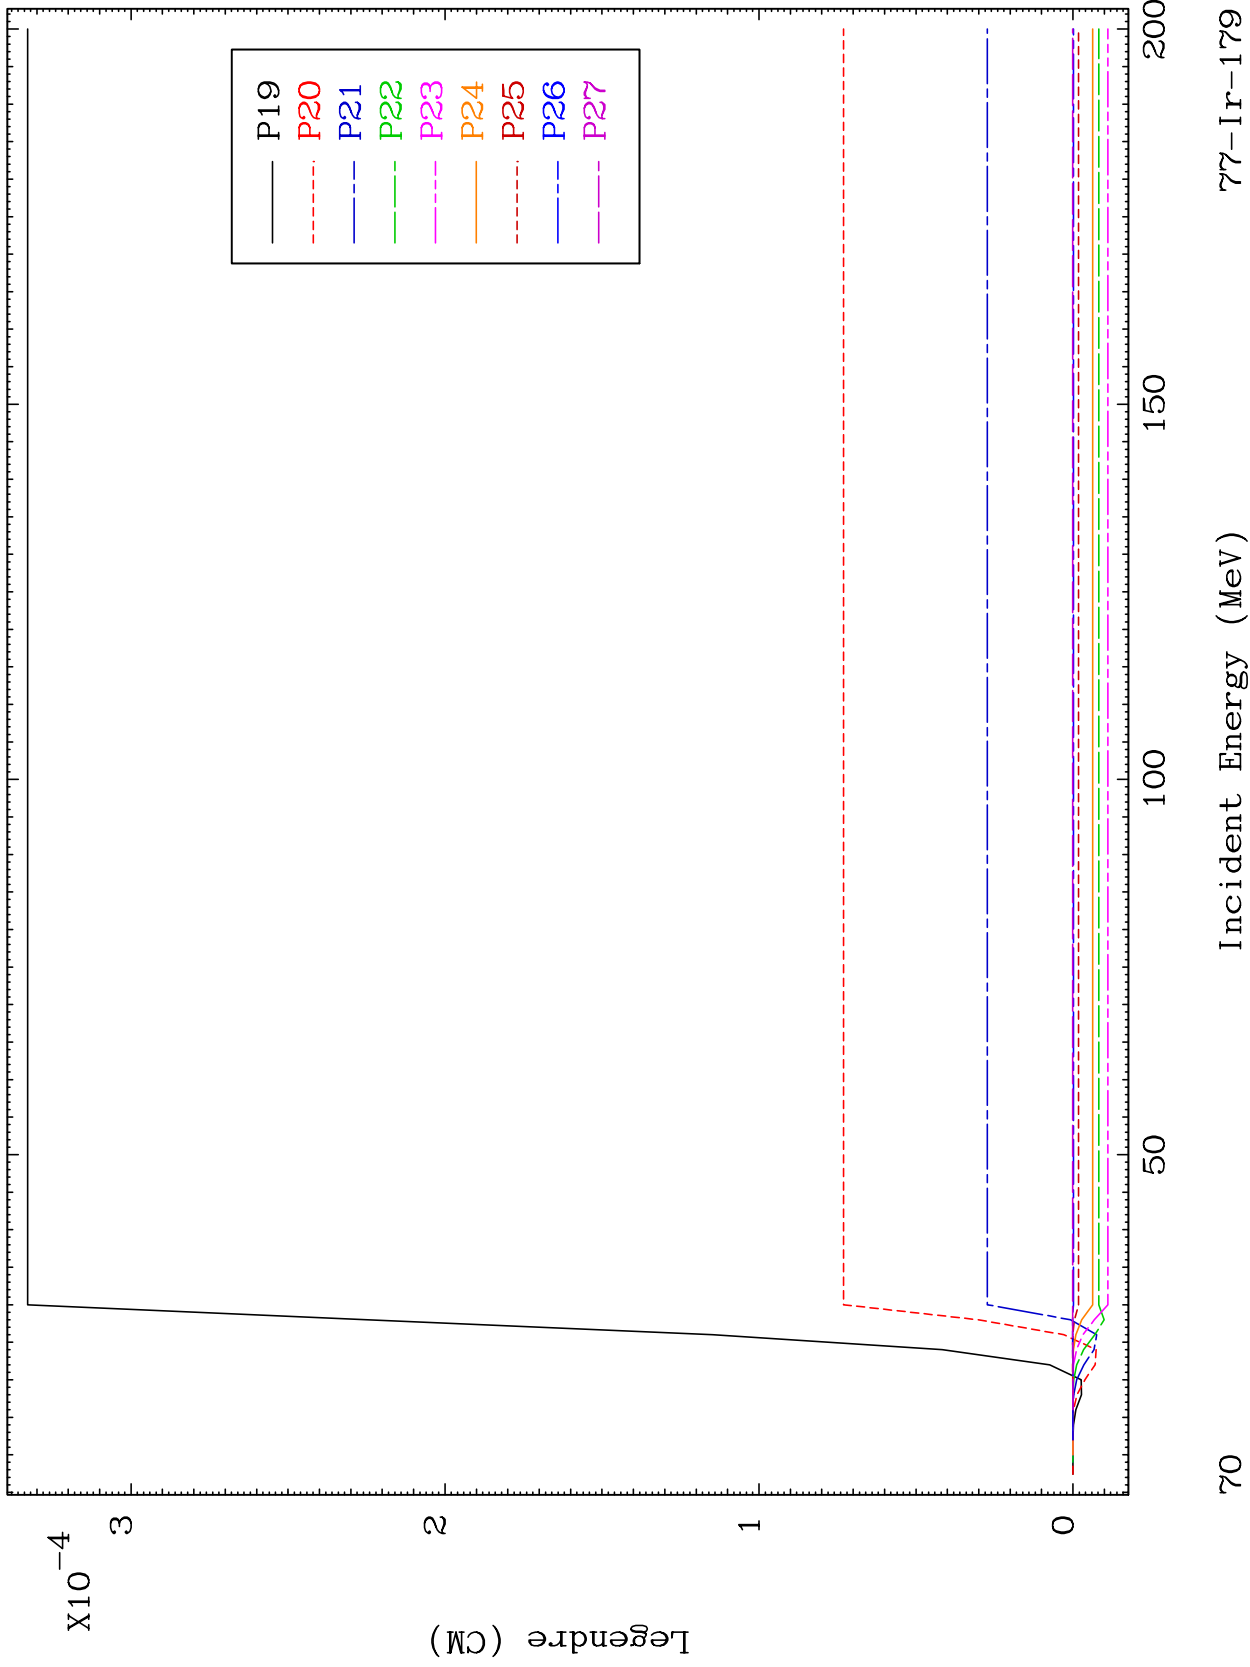 X10-4
3
2
1
0
Legendre (CM)
P19
P20
P21
P22
P23
P24
P25
P26
P27
50
100
150
200
Incident Energy (MeV)
70
77-Ir-179